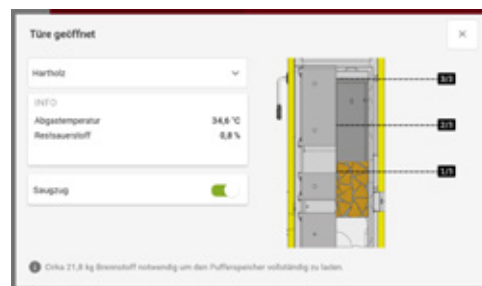 Türe geöffnet
Hartholz
INFO
Abgastemperatur 34,6 °C
Restsauerstoff 0,8 %
Saugzug
3/3
2/3
1/3
Cirka 21,8 kg Brennstoff notwendig um den Pufferspeicher vollständig zu laden.